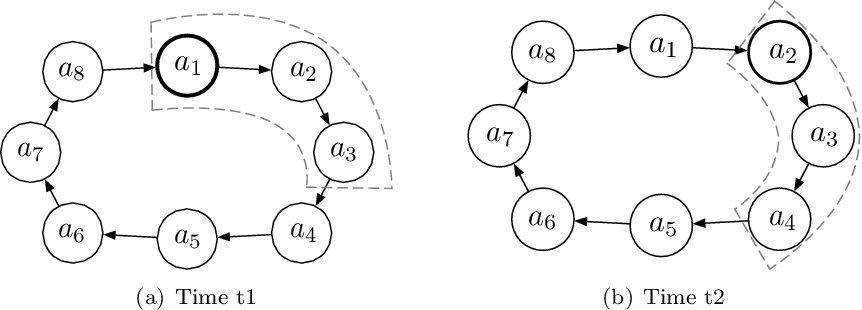 a₈ a₁ a₂
a₇ a₃
a₆ a₅ a₄
(a) Time t1
a₈ a₁ a₂
a₇ a₃
a₆ a₅ a₄
(b) Time t2